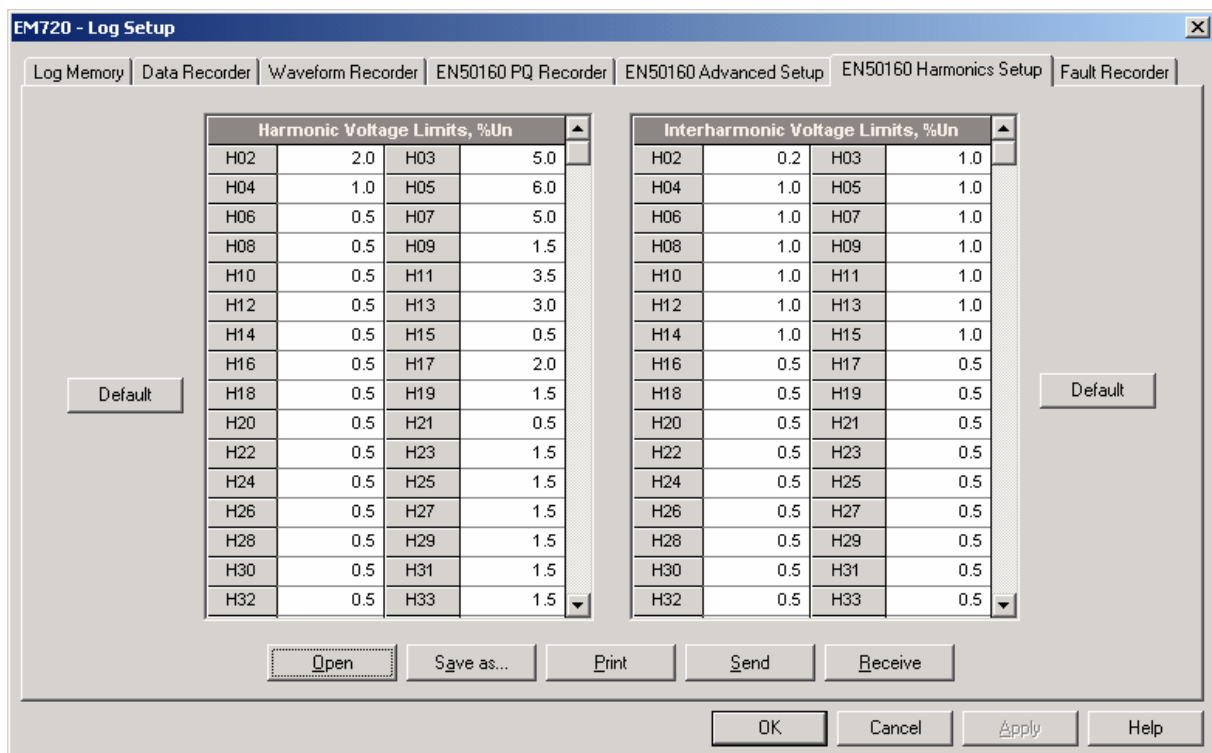 EM720 - Log Setup
Log Memory Data Recorder Waveform Recorder EN50160 PQ Recorder EN50160 Advanced Setup EN50160 Harmonics Setup Fault Recorder
Harmonic Voltage Limits, %Un
H02 2.0 H03 5.0
H04 1.0 H05 6.0
H06 0.5 H07 5.0
H08 0.5 H09 1.5
H10 0.5 H11 3.5
H12 0.5 H13 3.0
H14 0.5 H15 0.5
H16 0.5 H17 2.0
H18 0.5 H19 1.5
H20 0.5 H21 0.5
H22 0.5 H23 1.5
H24 0.5 H25 1.5
H26 0.5 H27 1.5
H28 0.5 H29 1.5
H30 0.5 H31 1.5
H32 0.5 H33 1.5
Default
Interharmonic Voltage Limits, %Un
H02 0.2 H03 1.0
H04 1.0 H05 1.0
H06 1.0 H07 1.0
H08 1.0 H09 1.0
H10 1.0 H11 1.0
H12 1.0 H13 1.0
H14 1.0 H15 1.0
H16 0.5 H17 0.5
H18 0.5 H19 0.5
H20 0.5 H21 0.5
H22 0.5 H23 0.5
H24 0.5 H25 0.5
H26 0.5 H27 0.5
H28 0.5 H29 0.5
H30 0.5 H31 0.5
H32 0.5 H33 0.5
Default
Open Save as... Print Send Receive
OK Cancel Apply Help